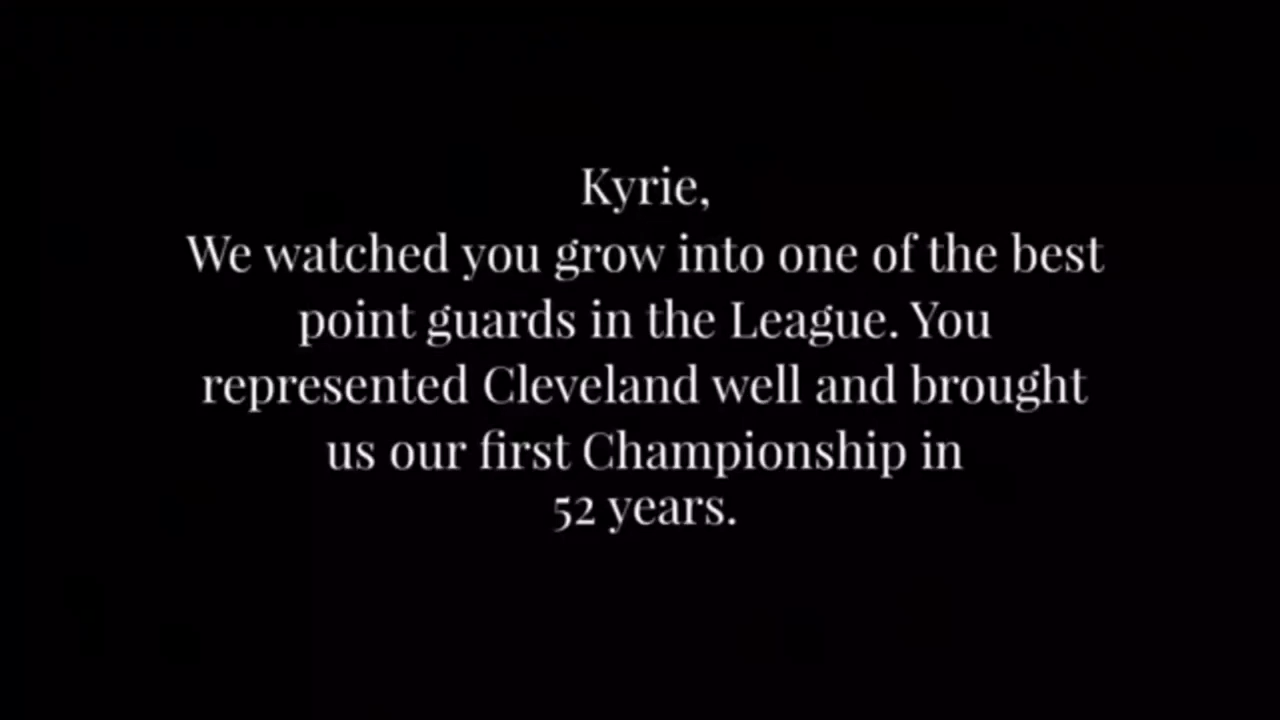 Kyrie,
We watched you grow into one of the best
point guards in the League. You
represented Cleveland well and brought
us our first Championship in
52 years.